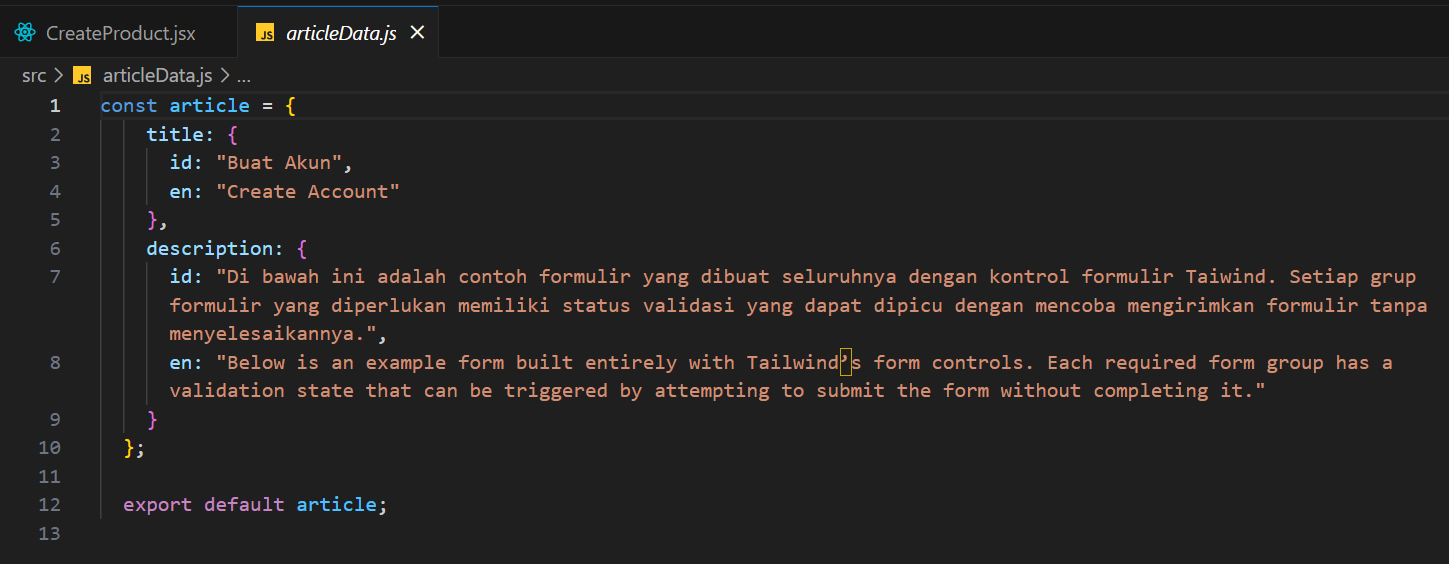 CreateProduct.jsx
JS articleData.js ✕
src > JS articleData.js > ...
1 const article = {
2 title: {
3 id: "Buat Akun",
4 en: "Create Account"
5 },
6 description: {
7 id: "Di bawah ini adalah contoh formulir yang dibuat seluruhnya dengan kontrol formulir Taiwind. Setiap grup
formulir yang diperlukan memiliki status validasi yang dapat dipicu dengan mencoba mengirimkan formulir tanpa
menyelesaikannya.",
8 en: "Below is an example form built entirely with Tailwind’s form controls. Each required form group has a
validation state that can be triggered by attempting to submit the form without completing it."
9 }
10 };
11
12 export default article;
13